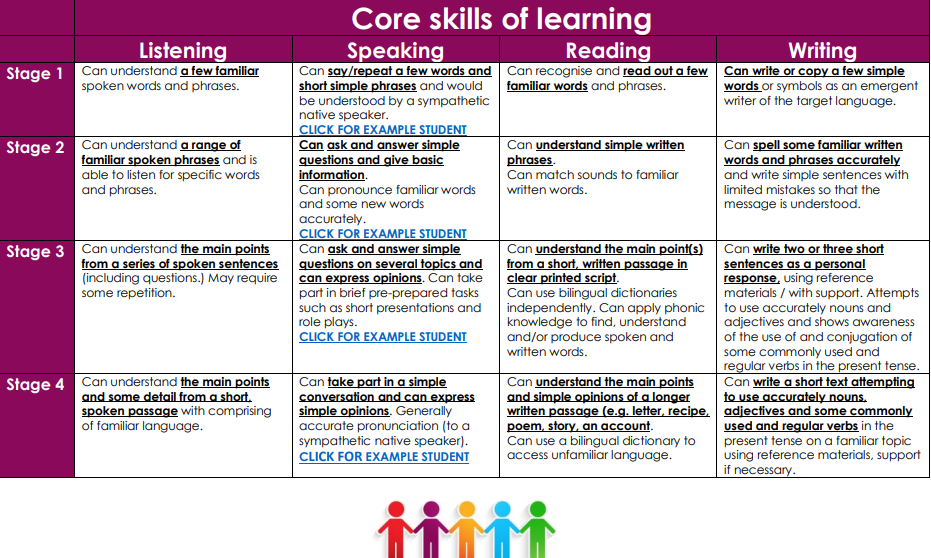 Core skills of learning
Listening
Speaking
Reading
Writing
Stage 1
Can understand a few familiar
spoken words and phrases.
Can say/repeat a few words and
short simple phrases and would
be understood by a sympathetic
native speaker.
CLICK FOR EXAMPLE STUDENT
Can recognise and read out a few
familiar words and phrases.
Can write or copy a few simple
words or symbols as an emergent
writer of the target language.
Stage 2
Can understand a range of
familiar spoken phrases and is
able to listen for specific words
and phrases.
Can ask and answer simple
questions and give basic
information.
Can pronounce familiar words
and some new words
accurately.
CLICK FOR EXAMPLE STUDENT
Can understand simple written
phrases.
Can match sounds to familiar
written words.
Can spell some familiar written
words and phrases accurately
and write simple sentences with
limited mistakes so that the
message is understood.
Stage 3
Can understand the main points
from a series of spoken sentences
(including questions.) May require
some repetition.
Can ask and answer simple
questions on several topics and
can express opinions. Can take
part in brief pre-prepared tasks
such as short presentations and
role plays.
CLICK FOR EXAMPLE STUDENT
Can understand the main point(s)
from a short, written passage in
clear printed script.
Can use bilingual dictionaries
independently. Can apply phonic
knowledge to find, understand
and/or produce spoken and
written words.
Can write two or three short
sentences as a personal
response, using reference
materials / with support. Attempts
to use accurately nouns and
adjectives and shows awareness
of the use of and conjugation of
some commonly used and
regular verbs in the present tense.
Stage 4
Can understand the main points
and some detail from a short,
spoken passage with comprising
of familiar language.
Can take part in a simple
conversation and can express
simple opinions. Generally
accurate pronunciation (to a
sympathetic native speaker).
CLICK FOR EXAMPLE STUDENT
Can understand the main points
and simple opinions of a longer
written passage (e.g. letter, recipe,
poem, story, an account.
Can use a bilingual dictionary to
access unfamiliar language.
Can write a short text attempting
to use accurately nouns,
adjectives and some commonly
used and regular verbs in the
present tense on a familiar topic
using reference materials, support
if necessary.